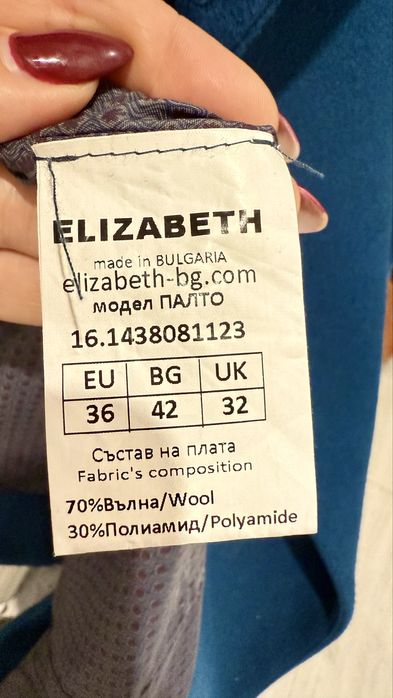 ELIZABETH
made in BULGARIA
elizabeth-bg.com
модел ПАЛТО
16.1438081123
EU BG UK
36 42 32
Състав на плата
Fabric's composition
70%Вълна/Wool
30%Полиамид/Polyamide